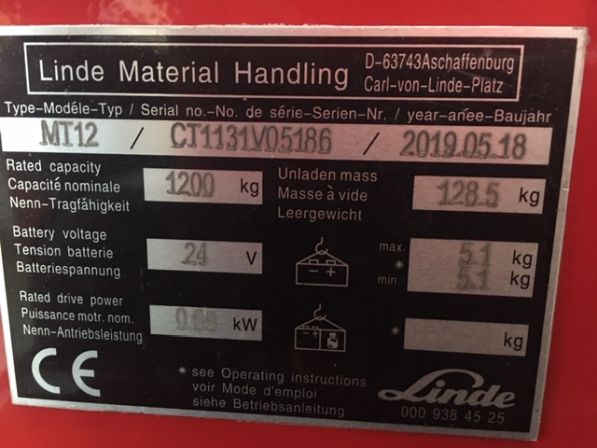 Linde Material Handling
D-63743Aschaffenburg
Carl-von-Linde-Platz
Type-Modéle-Typ / Serial no.-No. de série-Serien-Nr. / year-anée-Baujahr
MT12 / CT1131V05186 / 2019.05.18
Rated capacity
Capacité nominale
Nenn-Tragfähigkeit
1200 kg
Unladen mass
Masse à vide
Leergewicht
128.5 kg
Battery voltage
Tension batterie
Batteriespannung
24 V
- +
max. 5.1 kg
*
min. 5.1 kg
Rated drive power
Puissance motr. nom.
Nenn-Antriebsleistung
0.65 kW
- +
* kg
CE
* see Operating instructions
voir Mode d'emploi
siehe Betriebsanleitung
Linde
000 938 45 25